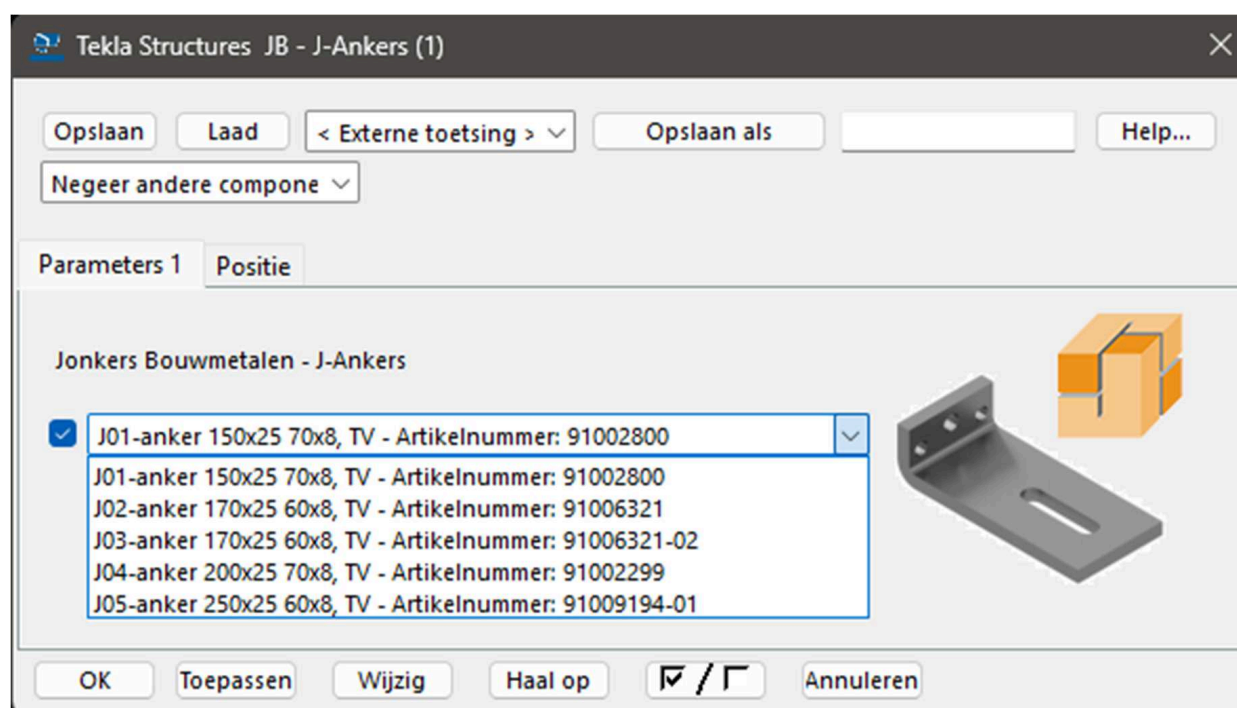 Tekla Structures JB - J-Ankers (1)
Opslaan Laad < Externe toetsing > Opslaan als Help...
Negeer andere compone
Parameters 1 Positie
Jonkers Bouwmetalen - J-Ankers
J01-anker 150x25 70x8, TV - Artikelnummer: 91002800
J01-anker 150x25 70x8, TV - Artikelnummer: 91002800
J02-anker 170x25 60x8, TV - Artikelnummer: 91006321
J03-anker 170x25 60x8, TV - Artikelnummer: 91006321-02
J04-anker 200x25 70x8, TV - Artikelnummer: 91002299
J05-anker 250x25 60x8, TV - Artikelnummer: 91009194-01
OK Toepassen Wijzig Haal op / Annuleren